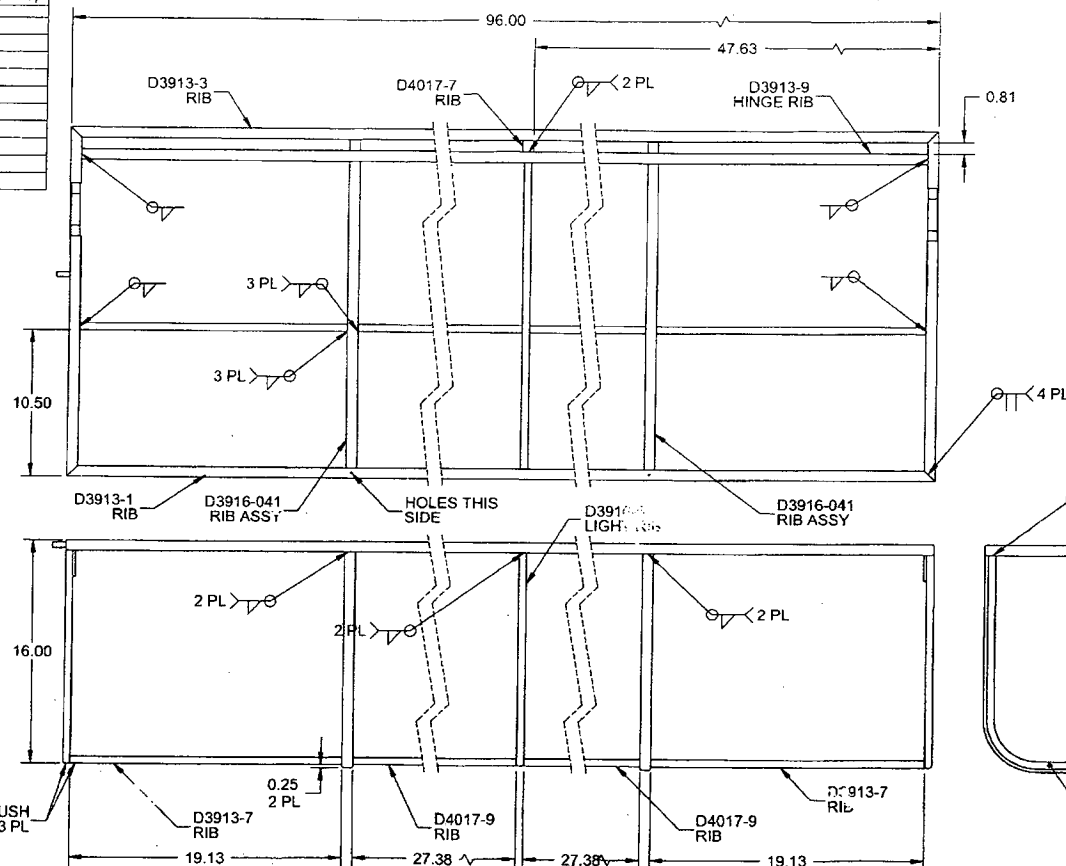 96.00
47.63
D3913-3
RIB
D4017-7
RIB
2 PL
D3913-9
HINGE RIB
0.81
3 PL
3 PL
10.50
4 PL
D3913-1
RIB
D3916-041
RIB ASSY
HOLES THIS
SIDE
LIGHT
D3916-041
RIB ASSY
2 PL
2 PL
2 PL
16.00
0.25
2 PL
3 PL
D3913-7
RIB
D4017-9
RIB
D4017-9
RIB
D3913-7
RIB
19.13
27.38
27.38
19.13